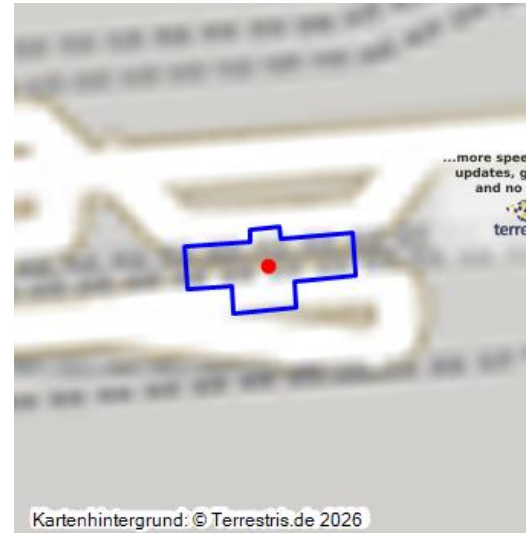 ...more spee
updates, g
and no
terre
Kartenhintergrund: © Terrestris.de 2026